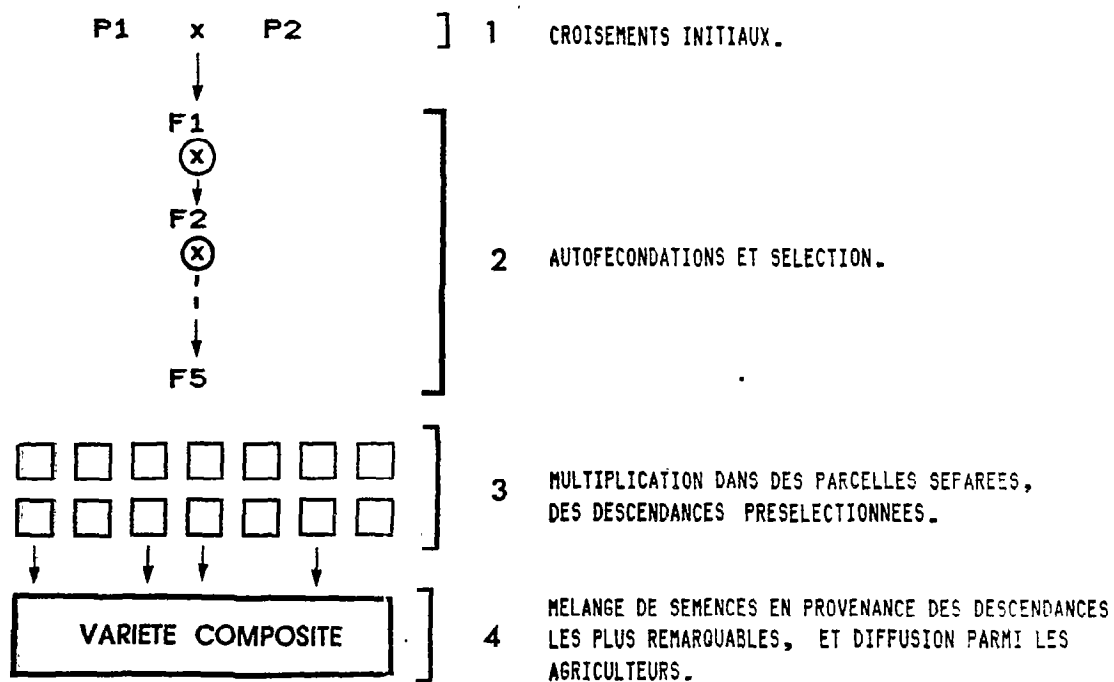 P1 x P2 ] 1 CROISEMENTS INITIAUX.
F1
x
F2
x
2 AUTOFECONDATIONS ET SELECTION.
F5
3 MULTIPLICATION DANS DES PARCELLES SEFAREES,
DES DESCENDANCES PRESELECTIONNEES.
VARIETE COMPOSITE
4 MELANGE DE SEMENCES EN PROVENANCE DES DESCENDANCES
LES PLUS REMARQUABLES, ET DIFFUSION PARMI LES
AGRICULTEURS.